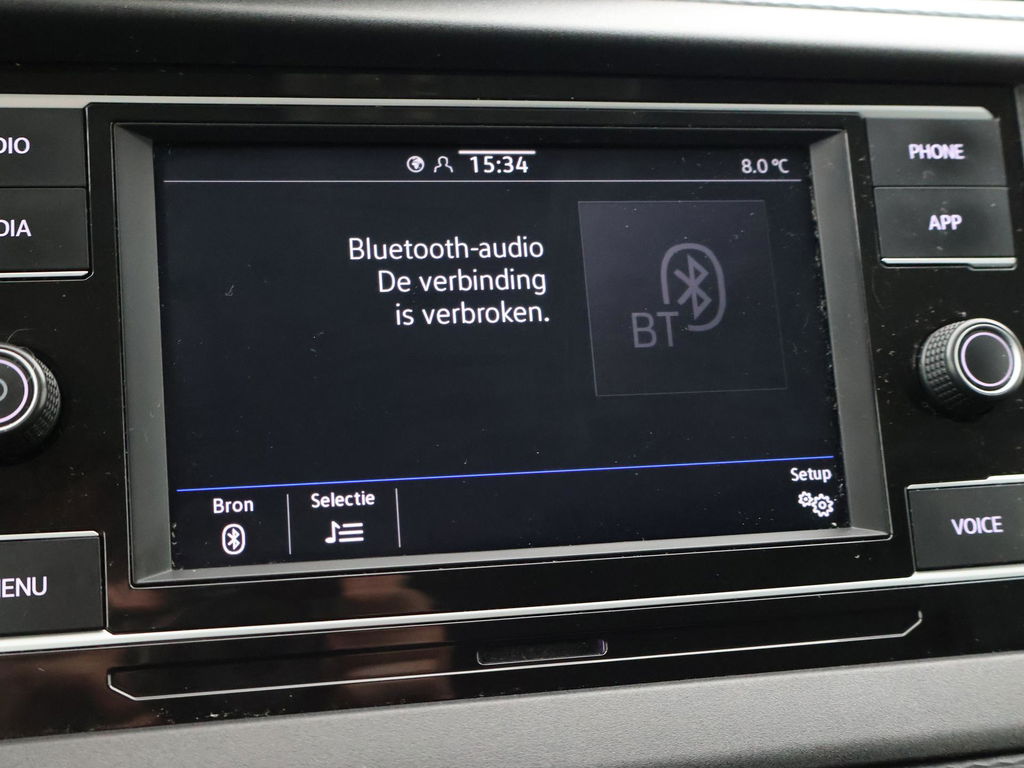 15:34
8.0 °C
Bluetooth-audio
De verbinding
is verbroken.
BT
Bron
Selectie
Setup
DIO
DIA
ENU
PHONE
APP
VOICE